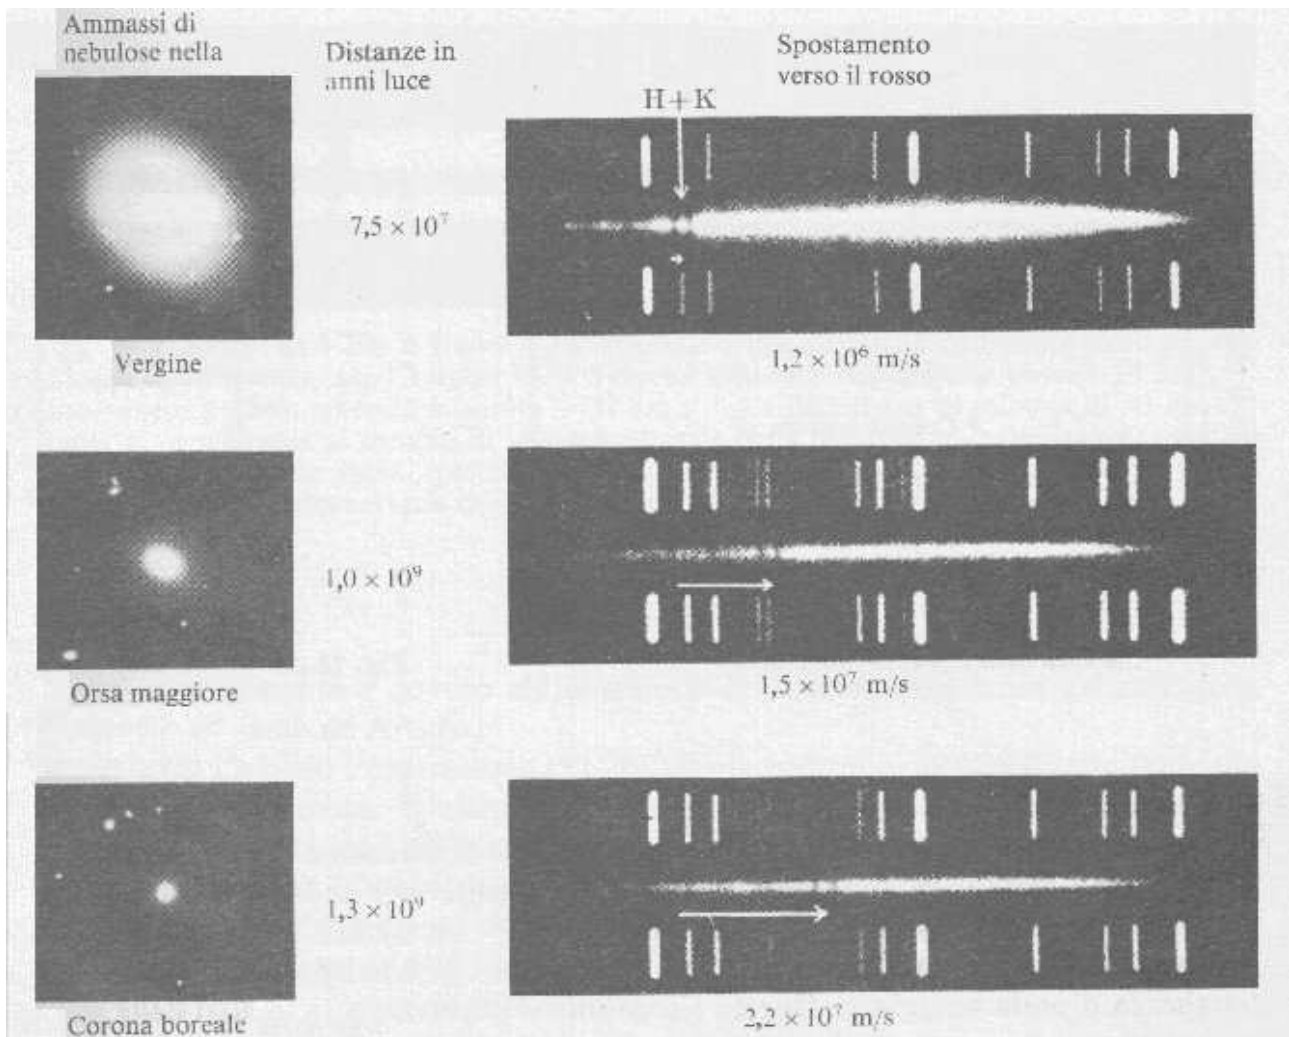 Ammassi di
nebulose nella
Distanze in
anni luce
Spostamento
verso il rosso
H + K
7,5 × 10⁷
Vergine
1,2 × 10⁶ m/s
1,0 × 10⁹
Orsa maggiore
1,5 × 10⁷ m/s
1,3 × 10⁹
Corona boreale
2,2 × 10⁷ m/s